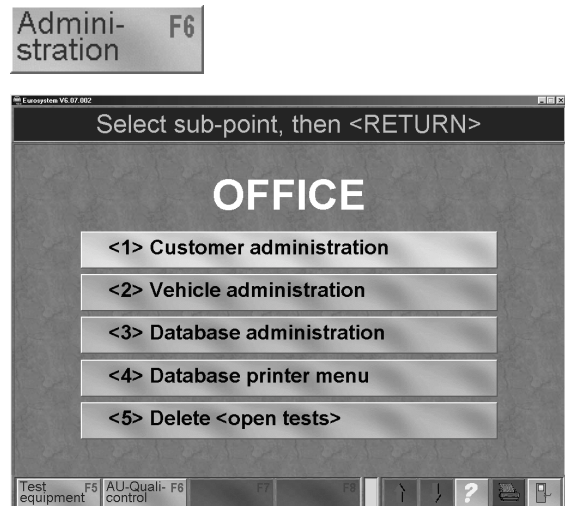 Admini- F6
stration
Eurosystem V6.07.002
Select sub-point, then <RETURN>
OFFICE
<1> Customer administration
<2> Vehicle administration
<3> Database administration
<4> Database printer menu
<5> Delete <open tests>
Test F5 AU-Quali- F6 F7 F8 ?
equipment control